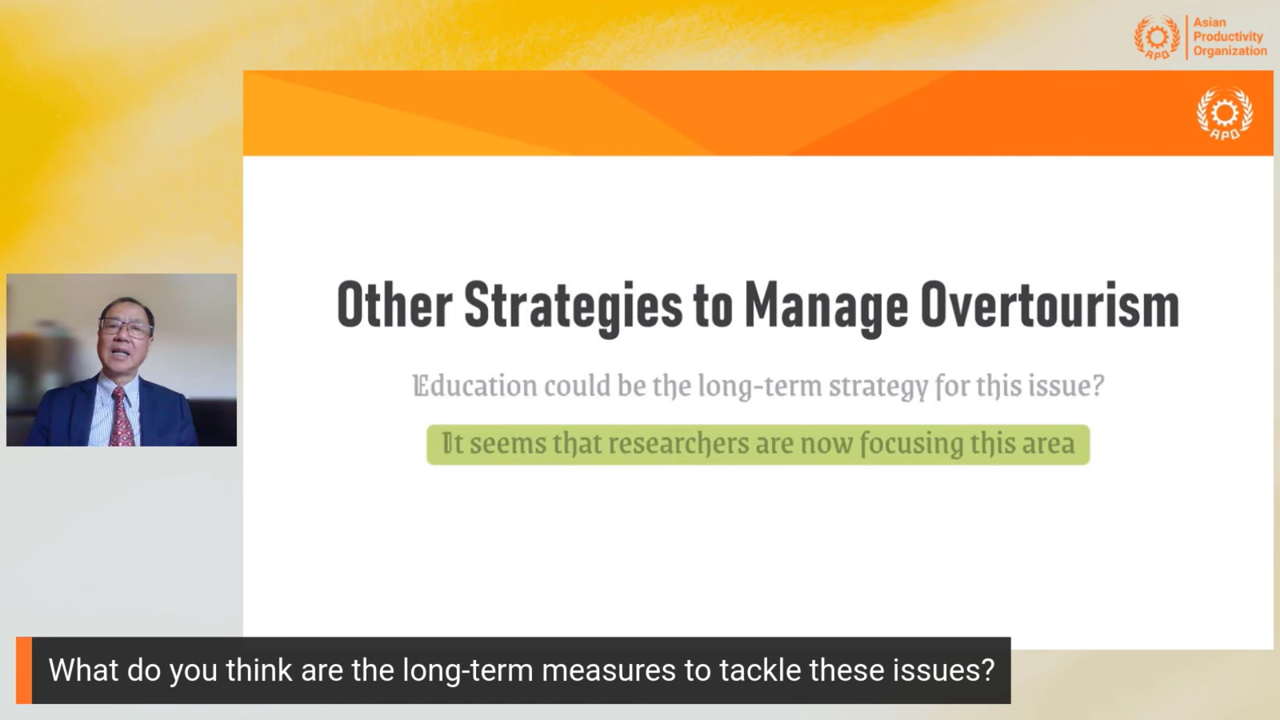 Asian
Productivity
Organization
APO
APO
Other Strategies to Manage Overtourism
Education could be the long-term strategy for this issue?
It seems that researchers are now focusing this area
What do you think are the long-term measures to tackle these issues?